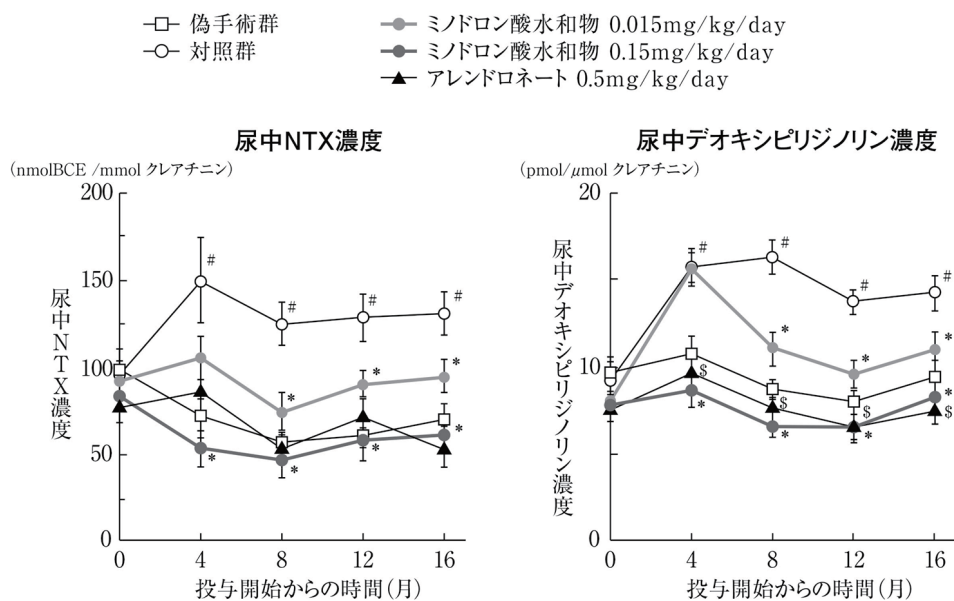 偽手術群
対照群
ミノドロン酸水和物 0.015mg/kg/day
ミノドロン酸水和物 0.15mg/kg/day
アレンドロネート 0.5mg/kg/day
尿中NTX濃度
(nmolBCE /mmol クレアチニン)
尿中NTX濃度
200
150
100
50
0
# # # #
* * *
* * * *
0 4 8 12 16
投与開始からの時間(月)
尿中デオキシピリジノリン濃度
(pmol/μmol クレアチニン)
尿中デオキシピリジノリン濃度
20
10
0
# # # #
* * *
$ $ $ $
* * * *
0 4 8 12 16
投与開始からの時間(月)